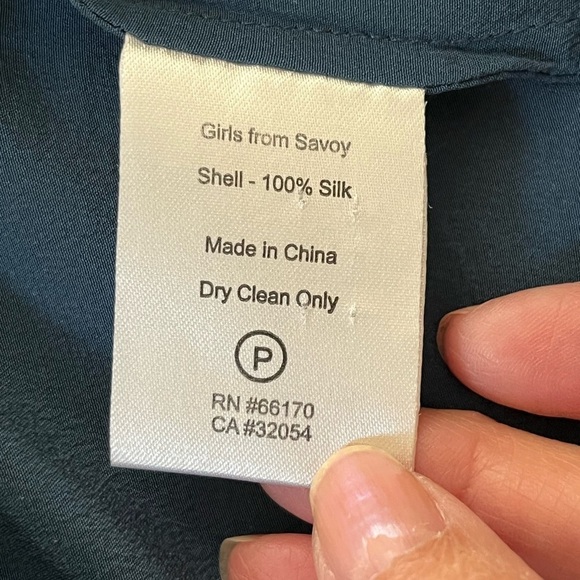 Girls from Savoy
Shell - 100% Silk
Made in China
Dry Clean Only
P
RN #66170
CA #32054